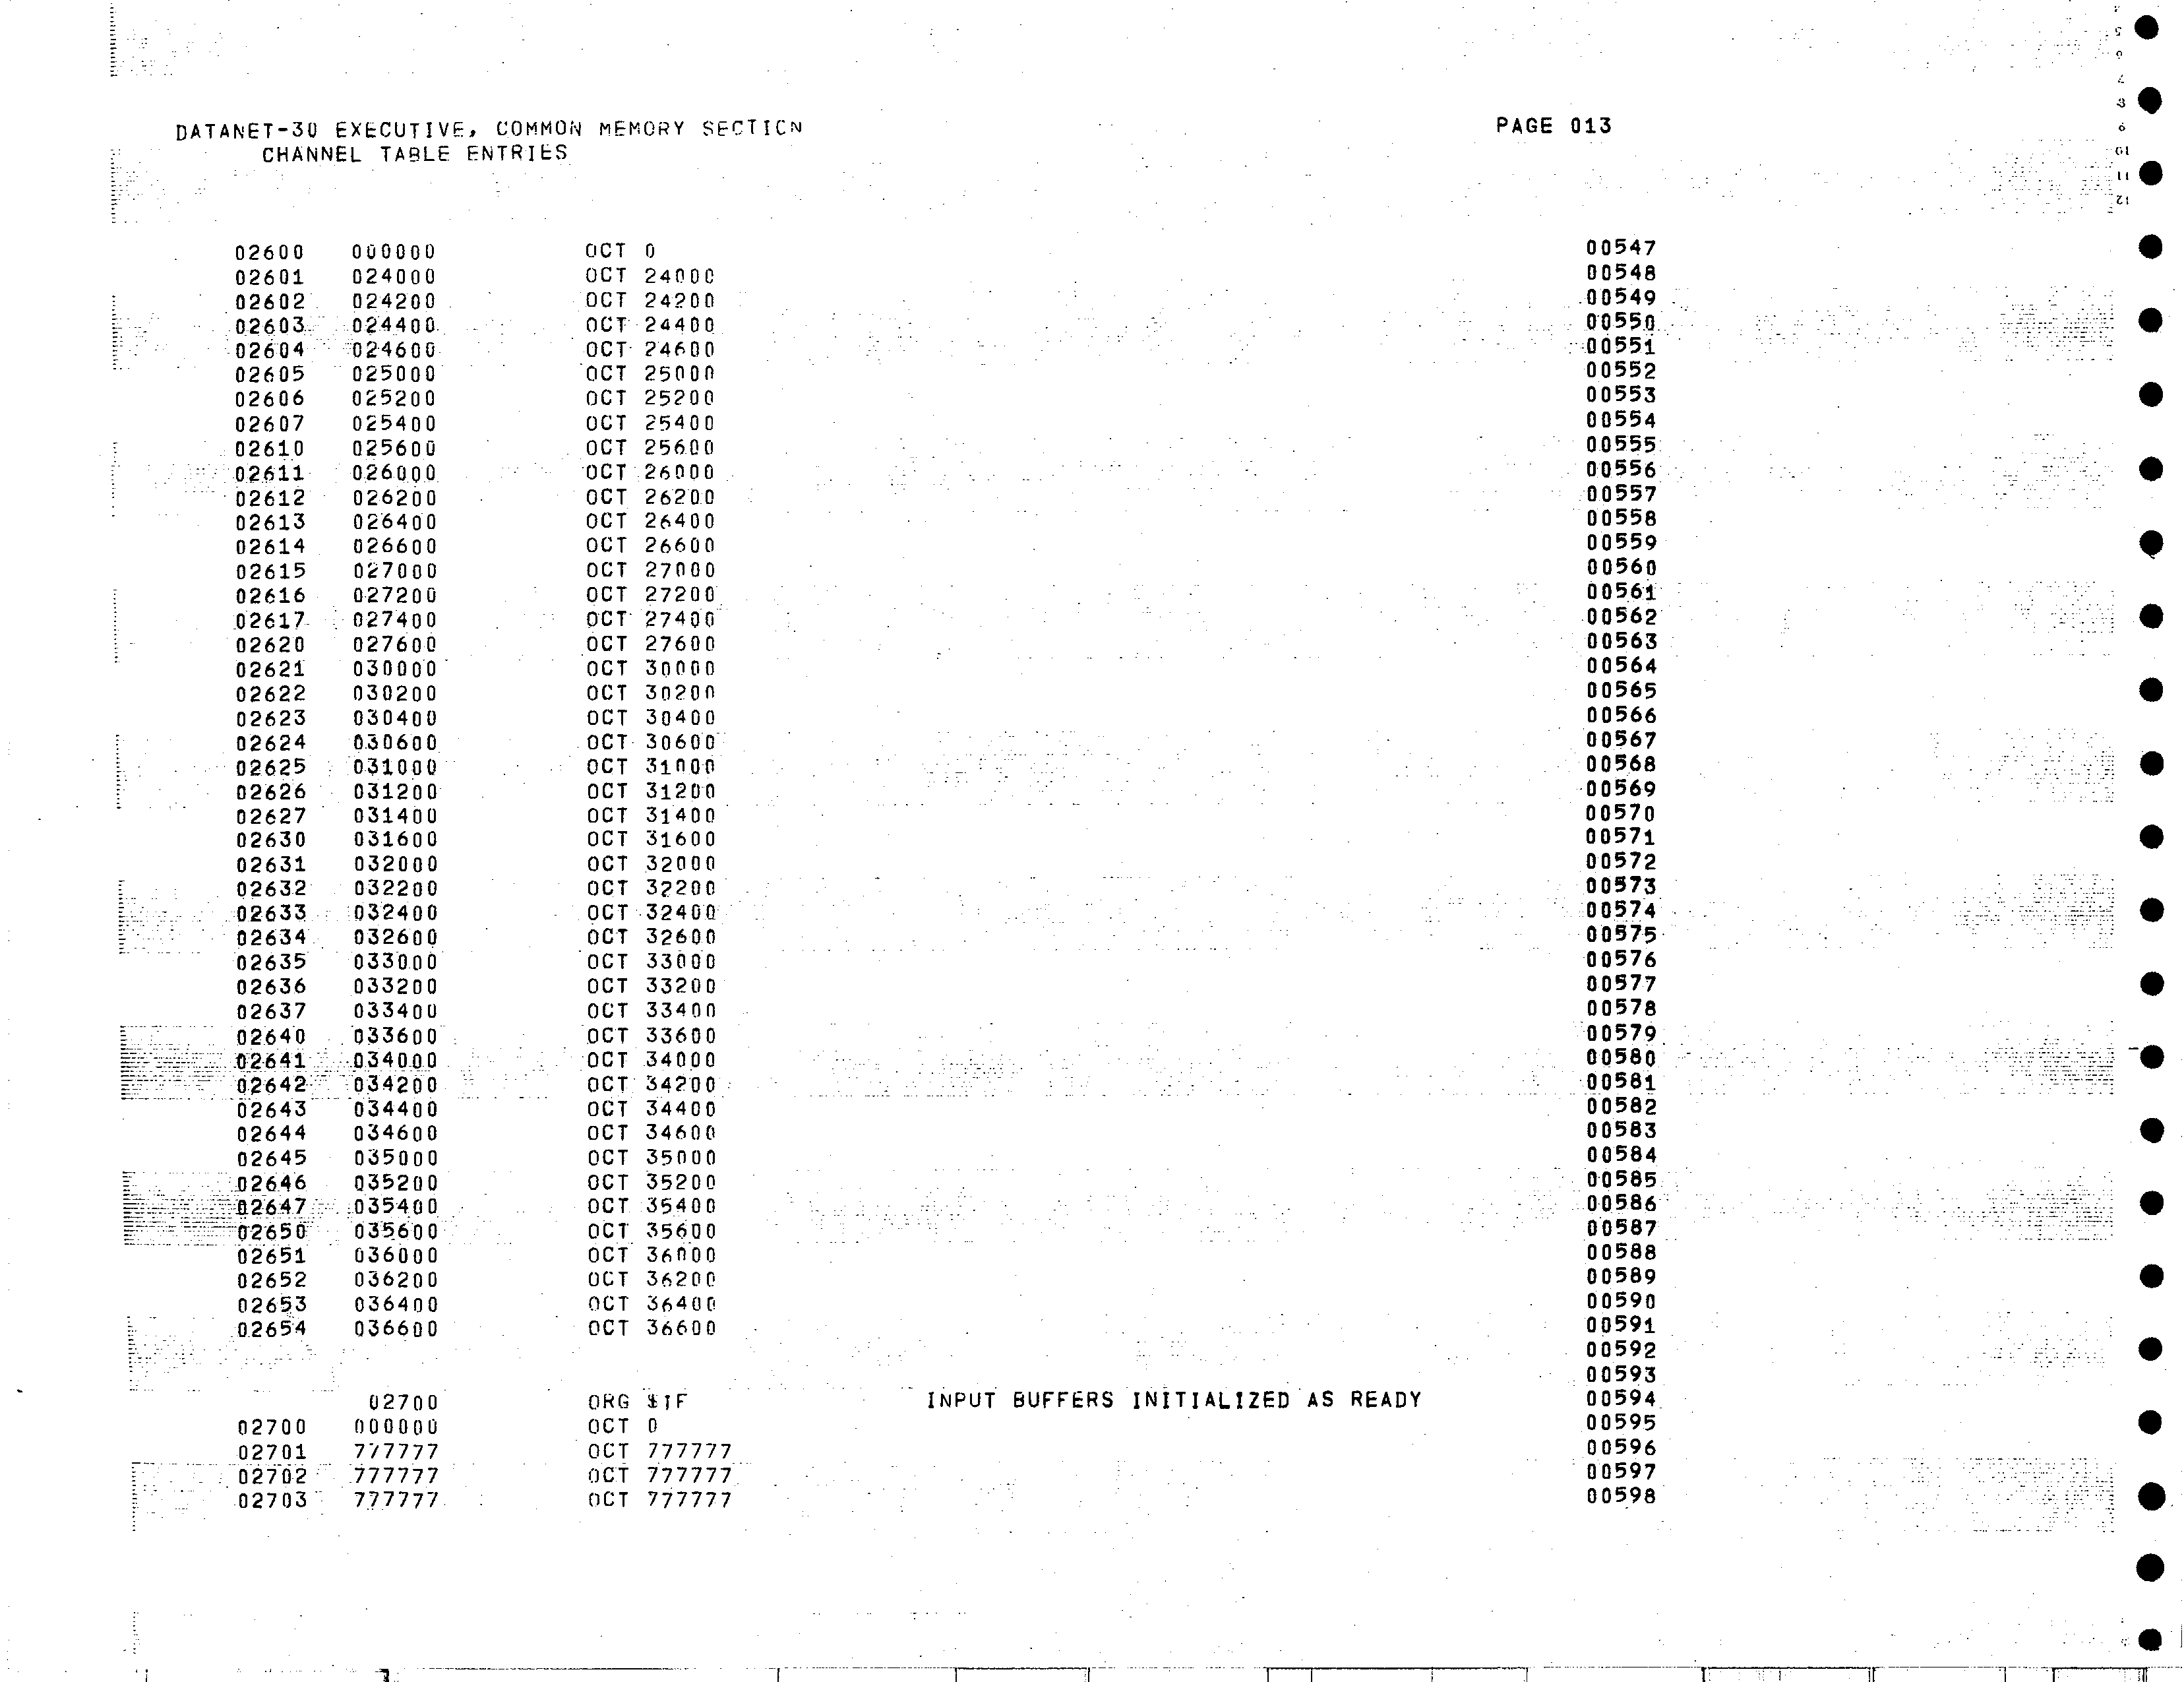 DATANET-30 EXECUTIVE, COMMON MEMORY SECTION PAGE 013
CHANNEL TABLE ENTRIES
02600 000000 OCT 0 00547
02601 024000 OCT 24000 00548
02602 024200 OCT 24200 00549
02603 024400 OCT 24400 00550
02604 024600 OCT 24600 00551
02605 025000 OCT 25000 00552
02606 025200 OCT 25200 00553
02607 025400 OCT 25400 00554
02610 025600 OCT 25600 00555
02611 026000 OCT 26000 00556
02612 026200 OCT 26200 00557
02613 026400 OCT 26400 00558
02614 026600 OCT 26600 00559
02615 027000 OCT 27000 00560
02616 027200 OCT 27200 00561
02617 027400 OCT 27400 00562
02620 027600 OCT 27600 00563
02621 030000 OCT 30000 00564
02622 030200 OCT 30200 00565
02623 030400 OCT 30400 00566
02624 030600 OCT 30600 00567
02625 031000 OCT 31000 00568
02626 031200 OCT 31200 00569
02627 031400 OCT 31400 00570
02630 031600 OCT 31600 00571
02631 032000 OCT 32000 00572
02632 032200 OCT 32200 00573
02633 032400 OCT 32400 00574
02634 032600 OCT 32600 00575
02635 033000 OCT 33000 00576
02636 033200 OCT 33200 00577
02637 033400 OCT 33400 00578
02640 033600 OCT 33600 00579
02641 034000 OCT 34000 00580
02642 034200 OCT 34200 00581
02643 034400 OCT 34400 00582
02644 034600 OCT 34600 00583
02645 035000 OCT 35000 00584
02646 035200 OCT 35200 00585
02647 035400 OCT 35400 00586
02650 035600 OCT 35600 00587
02651 036000 OCT 36000 00588
02652 036200 OCT 36200 00589
02653 036400 OCT 36400 00590
02654 036600 OCT 36600 00591
00592
00593
02700 ORG $IF INPUT BUFFERS INITIALIZED AS READY 00594
02700 000000 OCT 0 00595
02701 777777 OCT 777777 00596
02702 777777 OCT 777777 00597
02703 777777 OCT 777777 00598